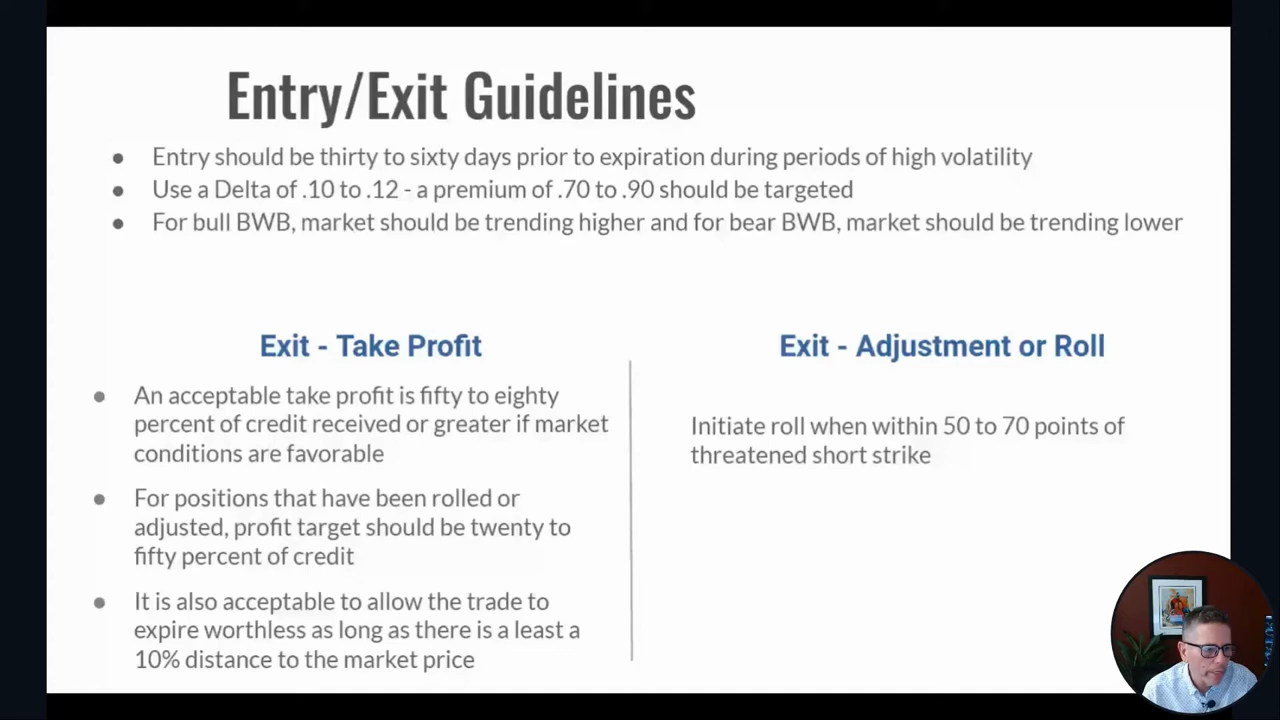 Entry/Exit Guidelines
● Entry should be thirty to sixty days prior to expiration during periods of high volatility
● Use a Delta of .10 to .12 - a premium of .70 to .90 should be targeted
● For bull BWB, market should be trending higher and for bear BWB, market should be trending lower
Exit - Take Profit
● An acceptable take profit is fifty to eighty
percent of credit received or greater if market
conditions are favorable
● For positions that have been rolled or
adjusted, profit target should be twenty to
fifty percent of credit
● It is also acceptable to allow the trade to
expire worthless as long as there is a least a
10% distance to the market price
Exit - Adjustment or Roll
Initiate roll when within 50 to 70 points of
threatened short strike